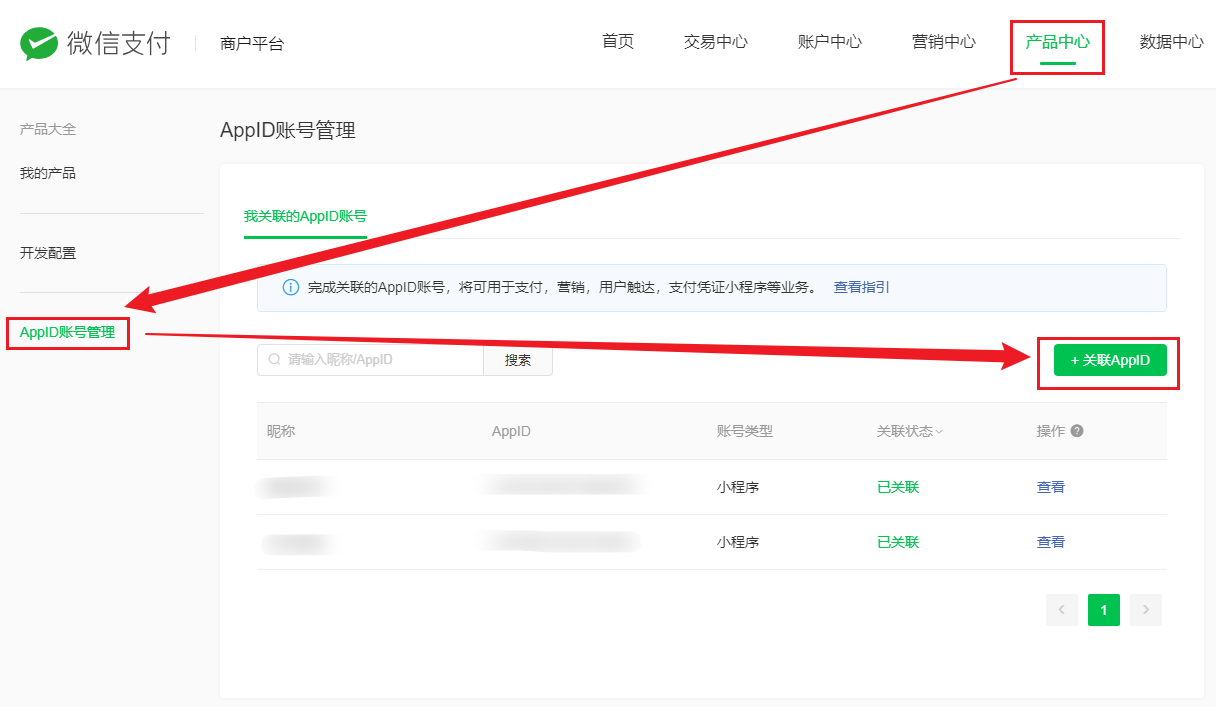 微信支付 商户平台 首页 交易中心 账户中心 营销中心 产品中心 数据中心
产品大全
我的产品
开发配置
AppID账号管理
AppID账号管理
我关联的AppID账号
完成关联的AppID账号，将可用于支付，营销，用户触达，支付凭证小程序等业务。 查看指引
请输入昵称/AppID 搜索 + 关联AppID
昵称 AppID 账号类型 关联状态 操作 ?
小程序 已关联 查看
小程序 已关联 查看
< 1 >